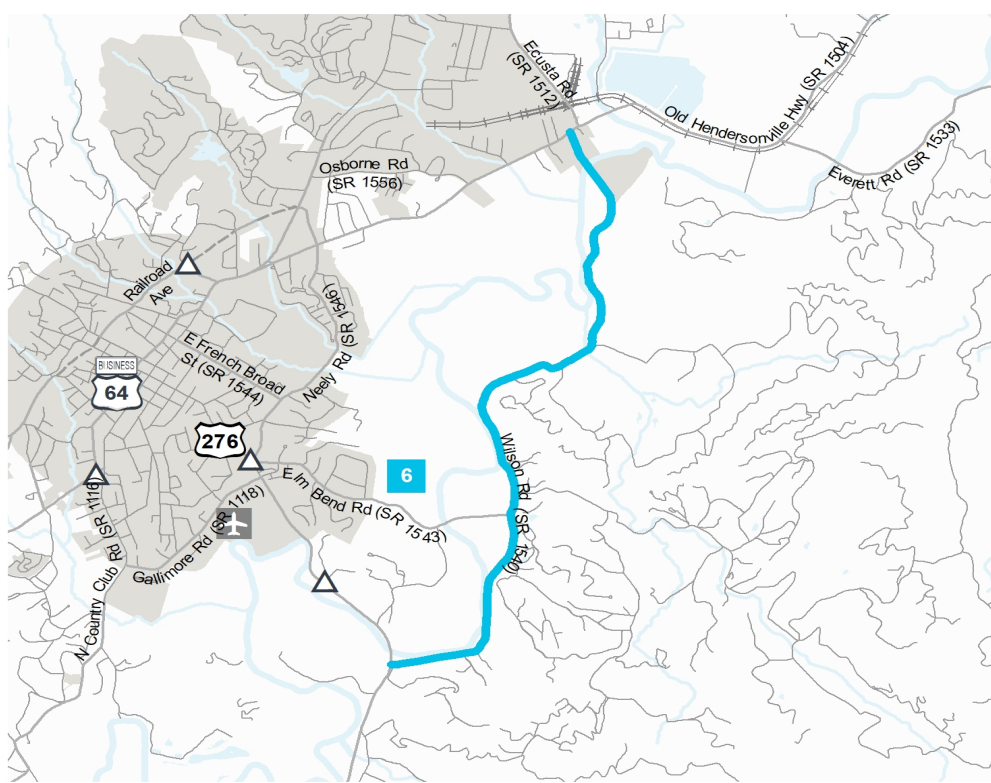 Ecusta Rd
(SR 1512)
Old Hendersonville Hwy (SR 1504)
Everett Rd (SR 1533)
Osborne Rd
(SR 1556)
Railroad
Ave
Neely Rd (SR 1546)
E French Broad
St (SR 1544)
BUSINESS
64
276
6
Wilson Rd (SR 1540)
Elm Bend Rd (SR 1543)
Gallimore Rd (SR 1118)
N Country Club Rd (SR 1116)